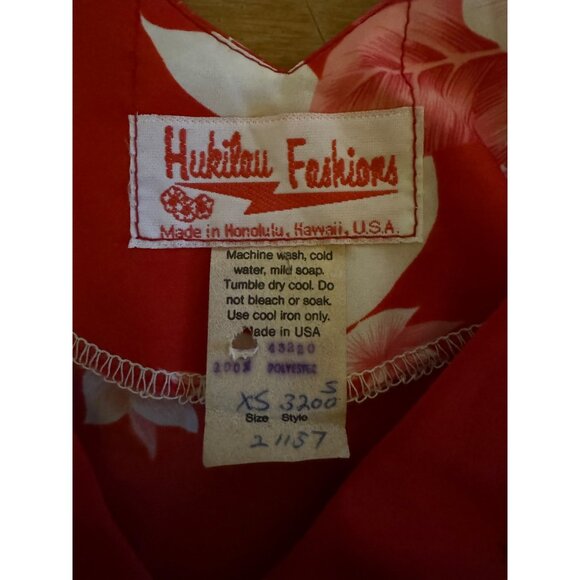 Hukilau Fashions
Made in Honolulu, Hawaii, U.S.A.
Machine wash, cold
water, mild soap.
Tumble dry cool. Do
not bleach or soak.
Use cool iron only.
Made in USA
43220
100% POLYESTER
XS 3200 S
Size Style
21157